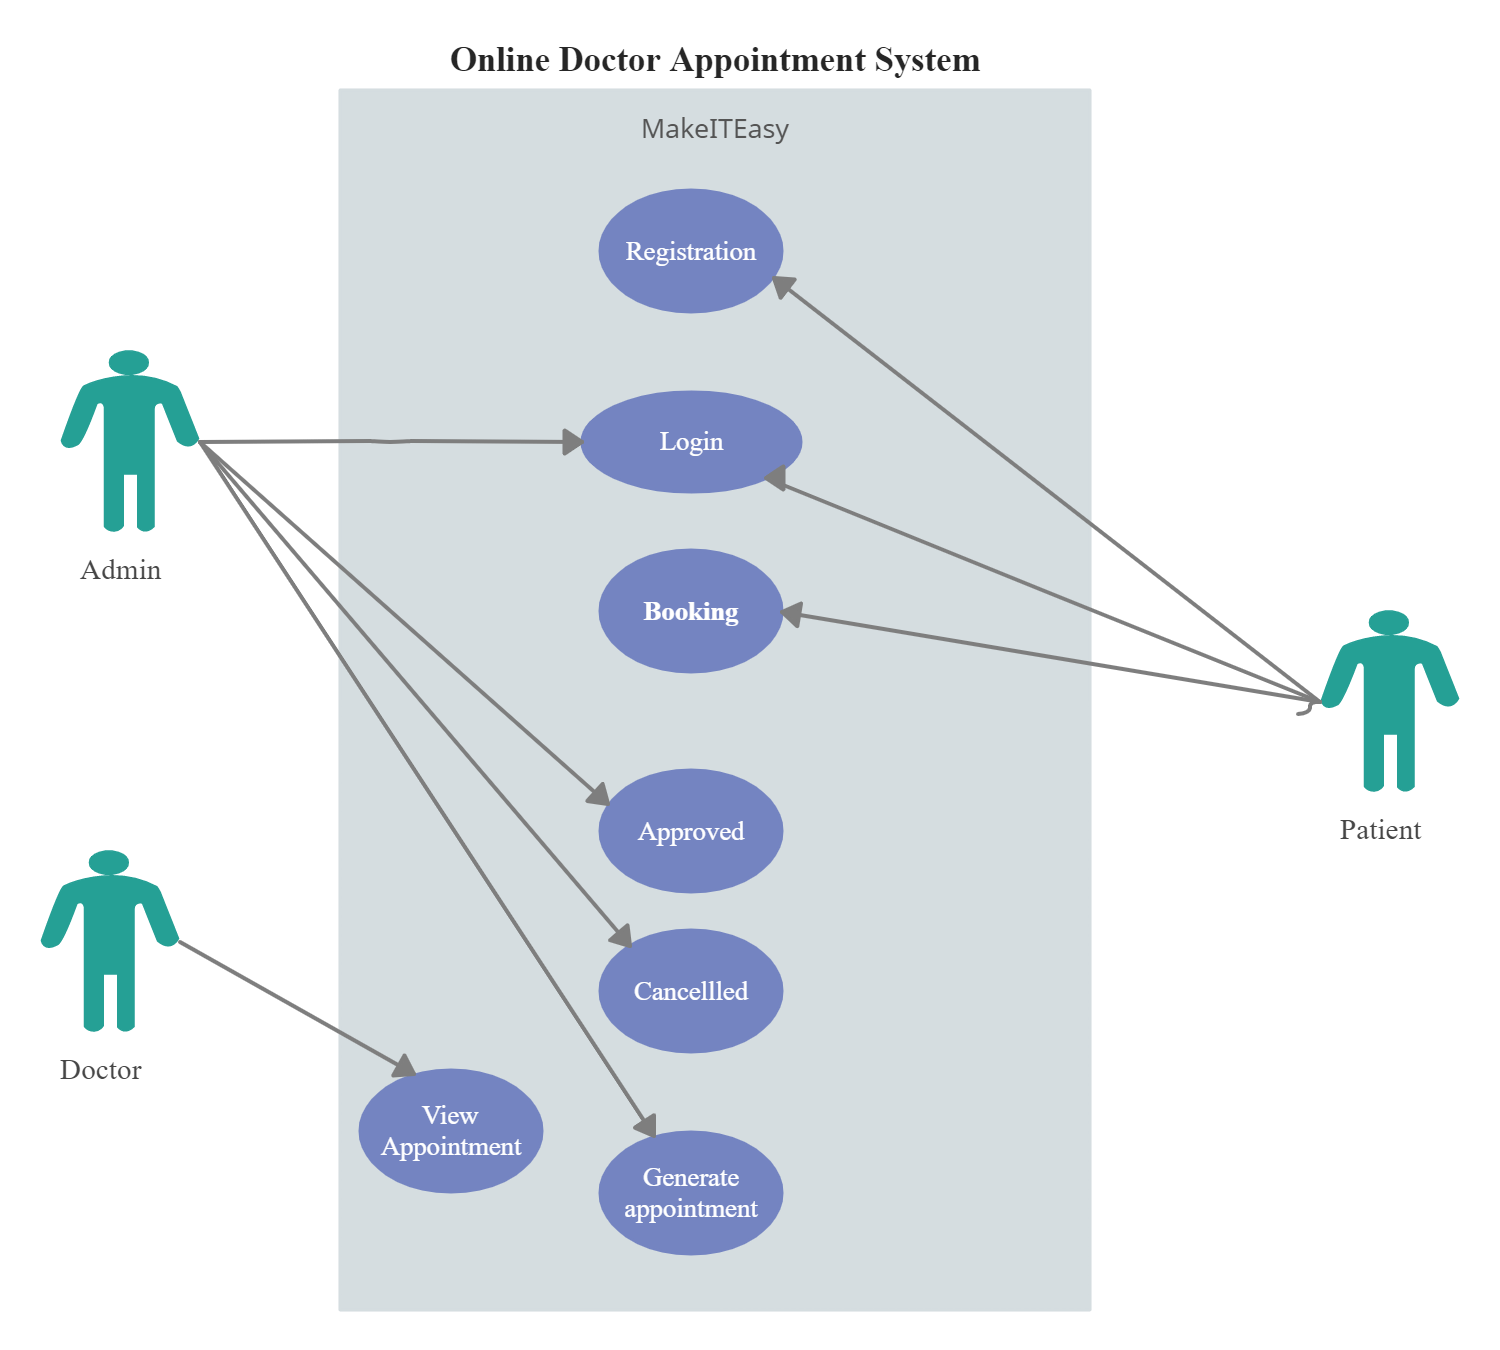 Online Doctor Appointment System
MakeITEasy
Registration
Login
Admin
Booking
Approved
Patient
Cancellled
Doctor
View
Appointment
Generate
appointment